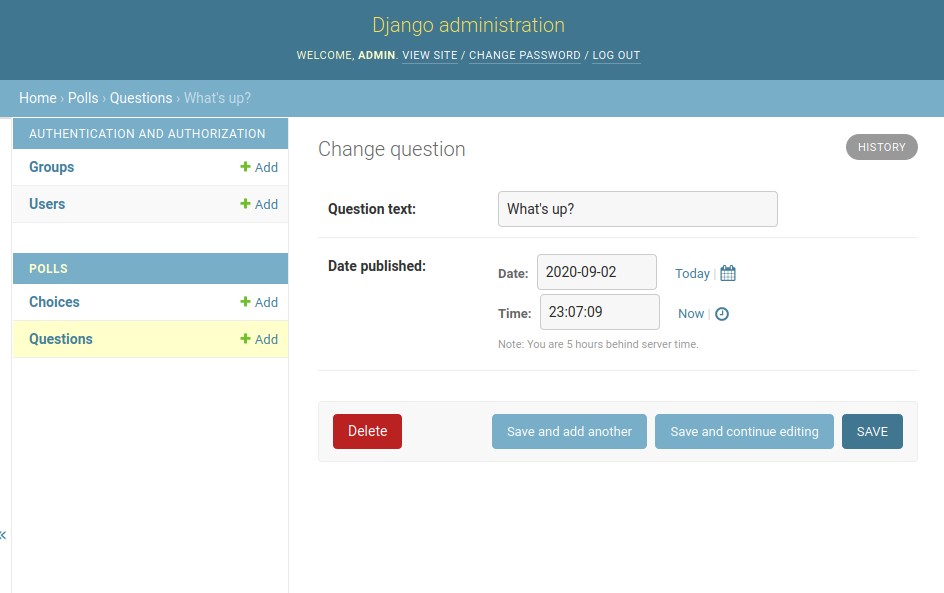 Django administration
WELCOME, ADMIN. VIEW SITE / CHANGE PASSWORD / LOG OUT
Home › Polls › Questions › What's up?
AUTHENTICATION AND AUTHORIZATION
Groups + Add
Users + Add
POLLS
Choices + Add
Questions + Add
«
Change question
HISTORY
Question text: What's up?
Date published:
Date: 2020-09-02 Today |
Time: 23:07:09 Now |
Note: You are 5 hours behind server time.
Delete Save and add another Save and continue editing SAVE